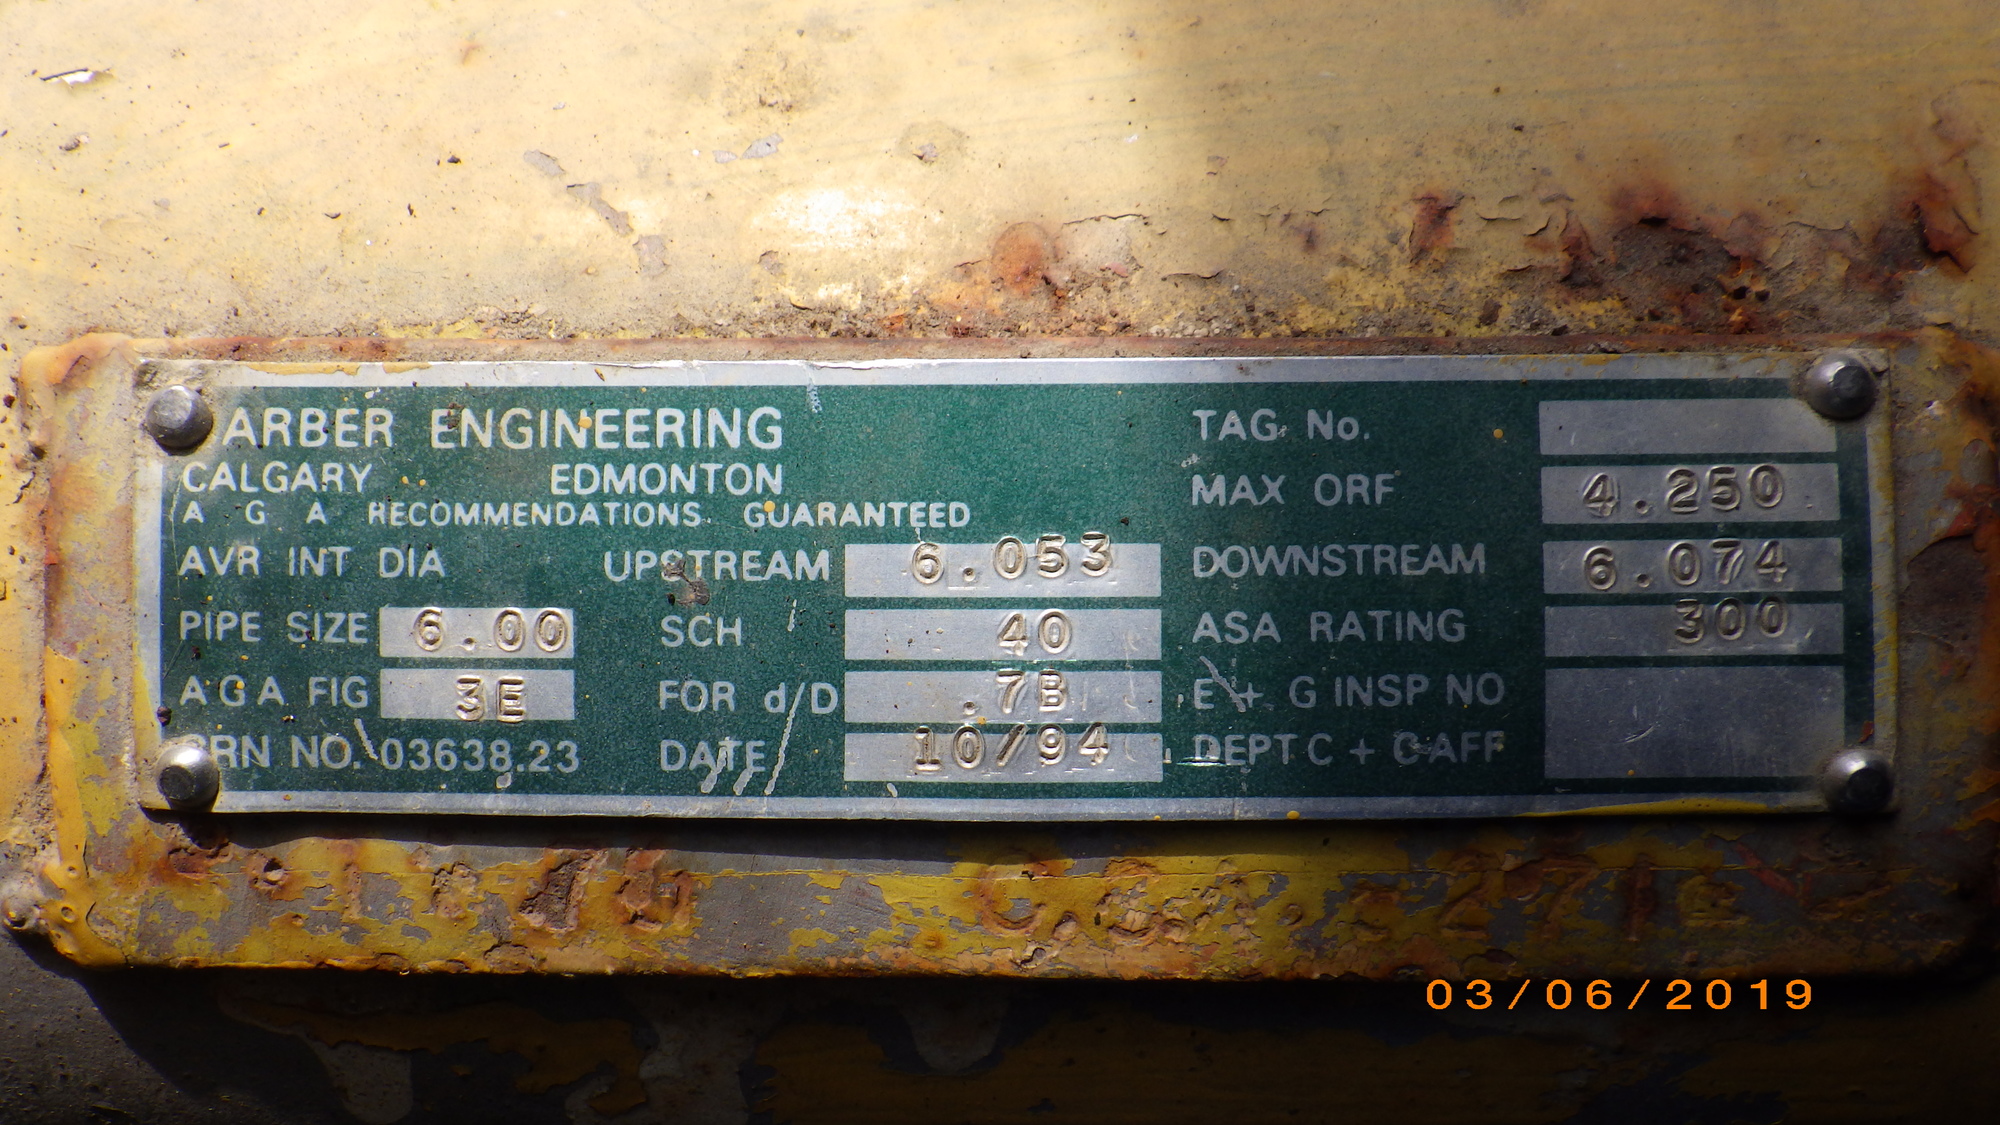 ARBER ENGINEERING
CALGARY EDMONTON
A G A RECOMMENDATIONS GUARANTEED
AVR INT DIA UPSTREAM 6.053
PIPE SIZE 6.00 SCH 40
AGA FIG 3E FOR d/D .7B
CRN NO. 03638.23 DATE 10/94
TAG. No.
MAX ORF 4.250
DOWNSTREAM 6.074
ASA RATING 300
E + G INSP NO
DEPT C + C AFF
03/06/2019